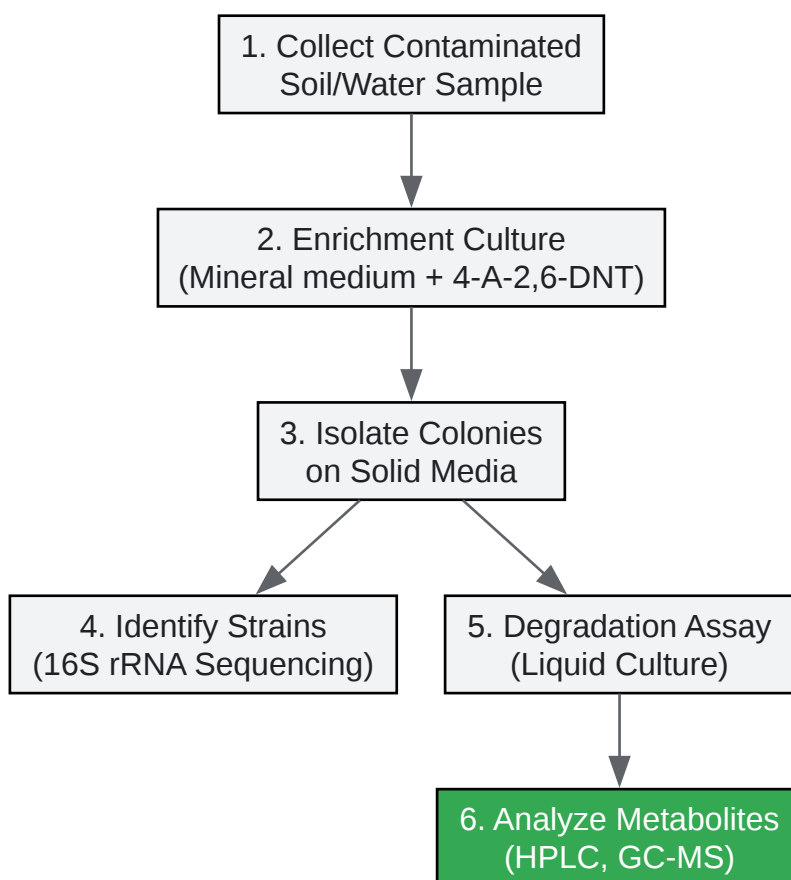 1. Collect Contaminated
Soil/Water Sample
2. Enrichment Culture
(Mineral medium + 4-A-2,6-DNT)
3. Isolate Colonies
on Solid Media
4. Identify Strains
(16S rRNA Sequencing)
5. Degradation Assay
(Liquid Culture)
6. Analyze Metabolites
(HPLC, GC-MS)